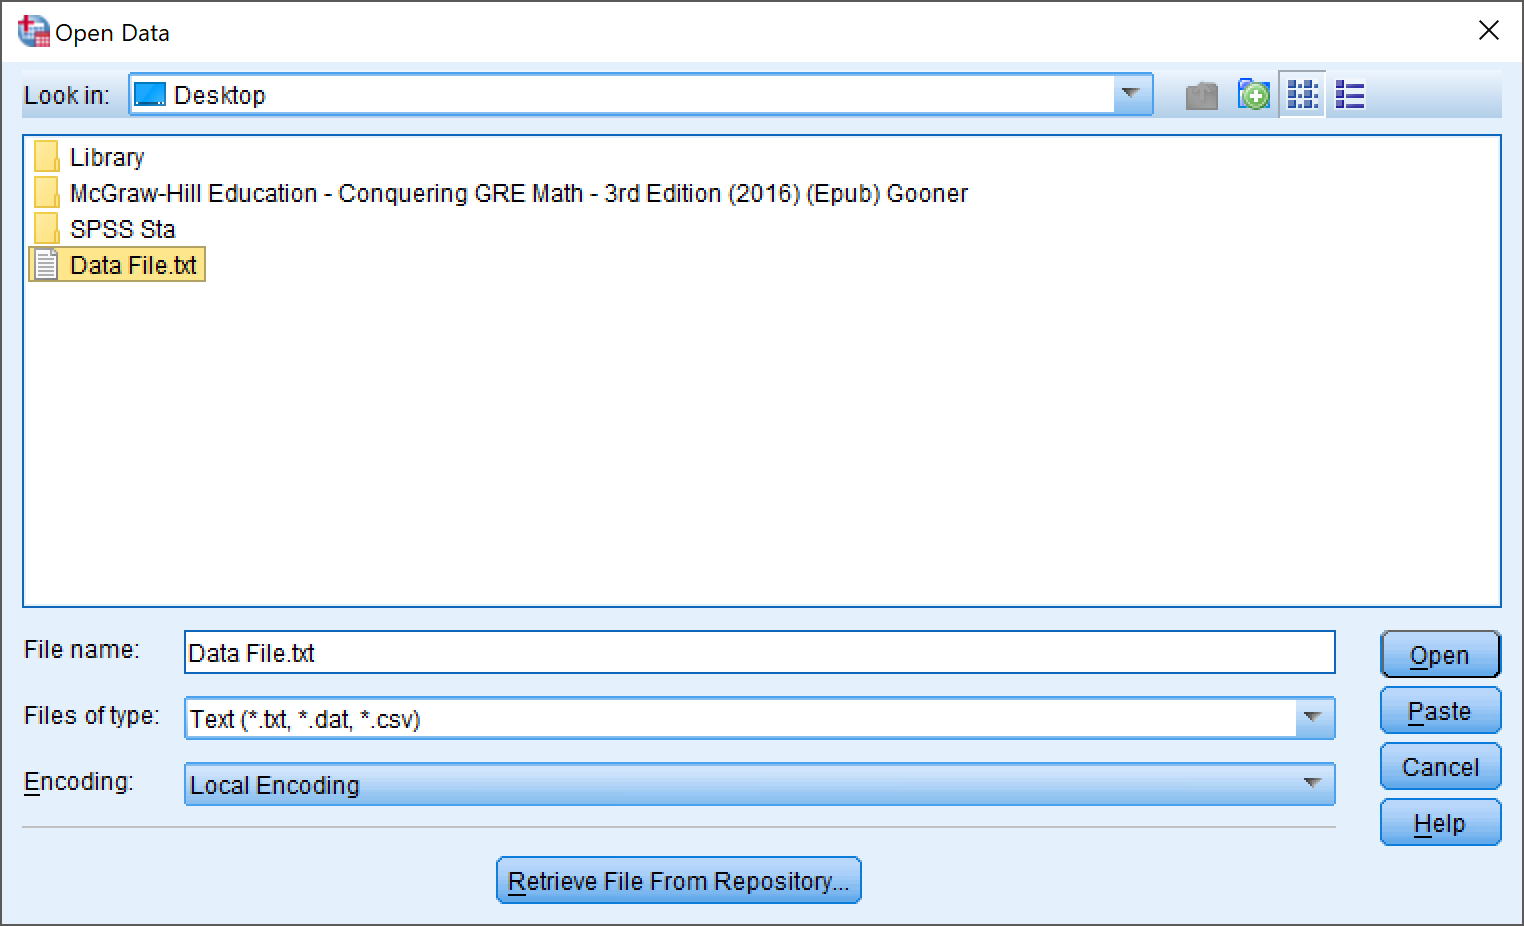 Open Data
Look in: Desktop
Library
McGraw-Hill Education - Conquering GRE Math - 3rd Edition (2016) (Epub) Gooner
SPSS Sta
Data File.txt
File name: Data File.txt
Open
Files of type: Text (*.txt, *.dat, *.csv)
Paste
Encoding: Local Encoding
Cancel
Help
Retrieve File From Repository...